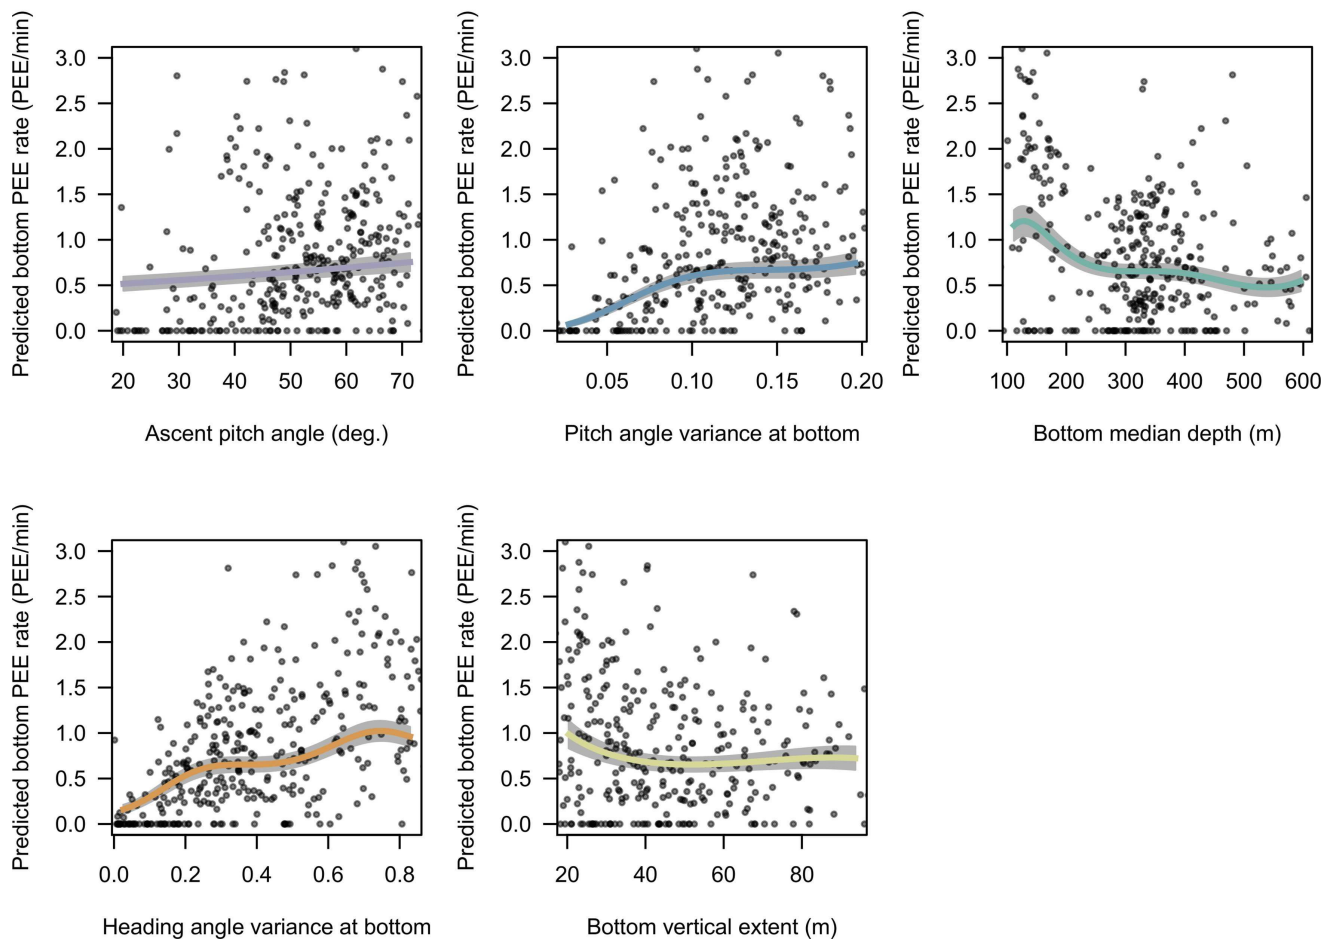 Predicted bottom PEE rate (PEE/min)
3.0
2.5
2.0
1.5
1.0
0.5
0.0
20 30 40 50 60 70
Ascent pitch angle (deg.)
Predicted bottom PEE rate (PEE/min)
3.0
2.5
2.0
1.5
1.0
0.5
0.0
0.05 0.10 0.15 0.20
Pitch angle variance at bottom
Predicted bottom PEE rate (PEE/min)
3.0
2.5
2.0
1.5
1.0
0.5
0.0
100 200 300 400 500 600
Bottom median depth (m)
Predicted bottom PEE rate (PEE/min)
3.0
2.5
2.0
1.5
1.0
0.5
0.0
0.0 0.2 0.4 0.6 0.8
Heading angle variance at bottom
Predicted bottom PEE rate (PEE/min)
3.0
2.5
2.0
1.5
1.0
0.5
0.0
20 40 60 80
Bottom vertical extent (m)